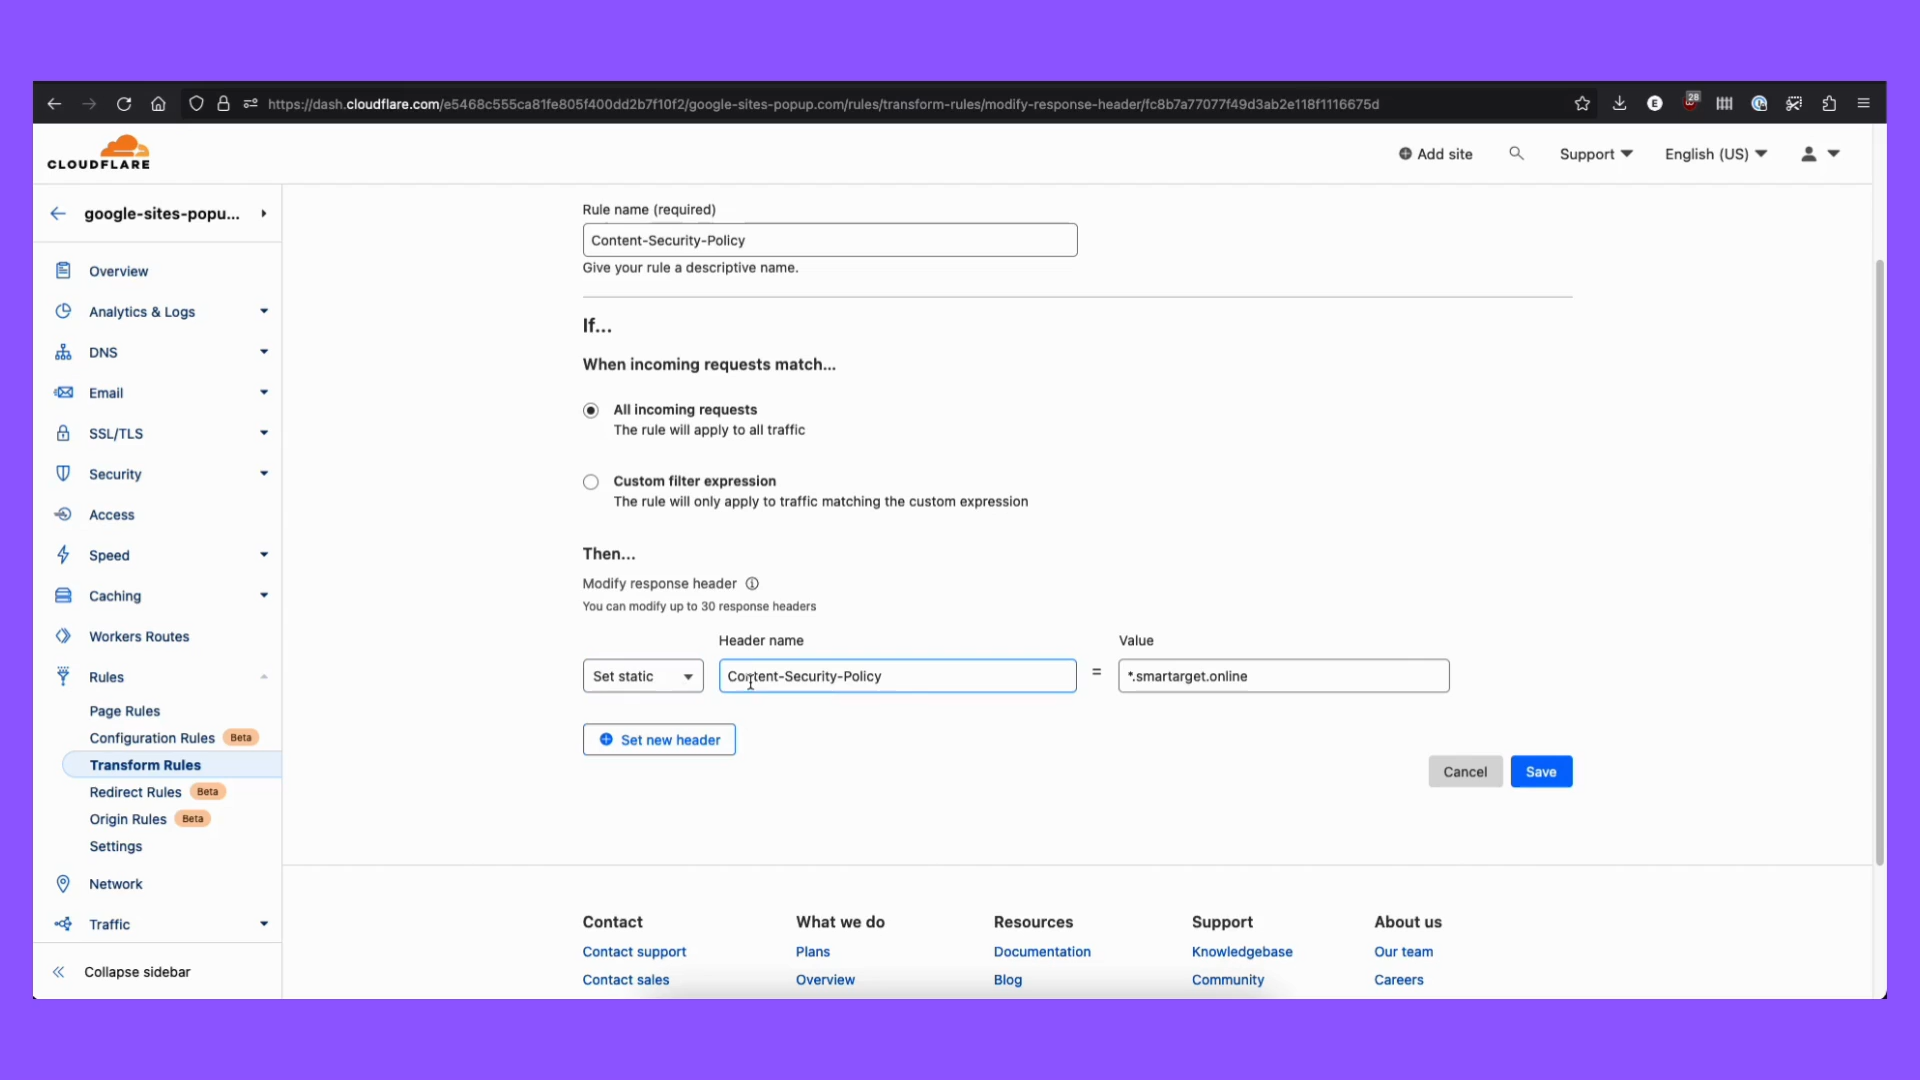 https://dash.cloudflare.com/e5468c555ca81fe805f400dd2b7f10f2/google-sites-popup.com/rules/transform-rules/modify-response-header/fc8b7a77077f49d3ab2e118f1116675d
E
28
CLOUDFLARE
Add site
Support
English (US)
google-sites-popu...
Overview
Analytics & Logs
DNS
Email
SSL/TLS
Security
Access
Speed
Caching
Workers Routes
Rules
Page Rules
Configuration Rules Beta
Transform Rules
Redirect Rules Beta
Origin Rules Beta
Settings
Network
Traffic
Collapse sidebar
Rule name (required)
Content-Security-Policy
Give your rule a descriptive name.
If...
When incoming requests match...
All incoming requests
The rule will apply to all traffic
Custom filter expression
The rule will only apply to traffic matching the custom expression
Then...
Modify response header
You can modify up to 30 response headers
Header name
Value
Set static
Content-Security-Policy
=
*.smartarget.online
Set new header
Cancel
Save
Contact
Contact support
Contact sales
What we do
Plans
Overview
Resources
Documentation
Blog
Support
Knowledgebase
Community
About us
Our team
Careers